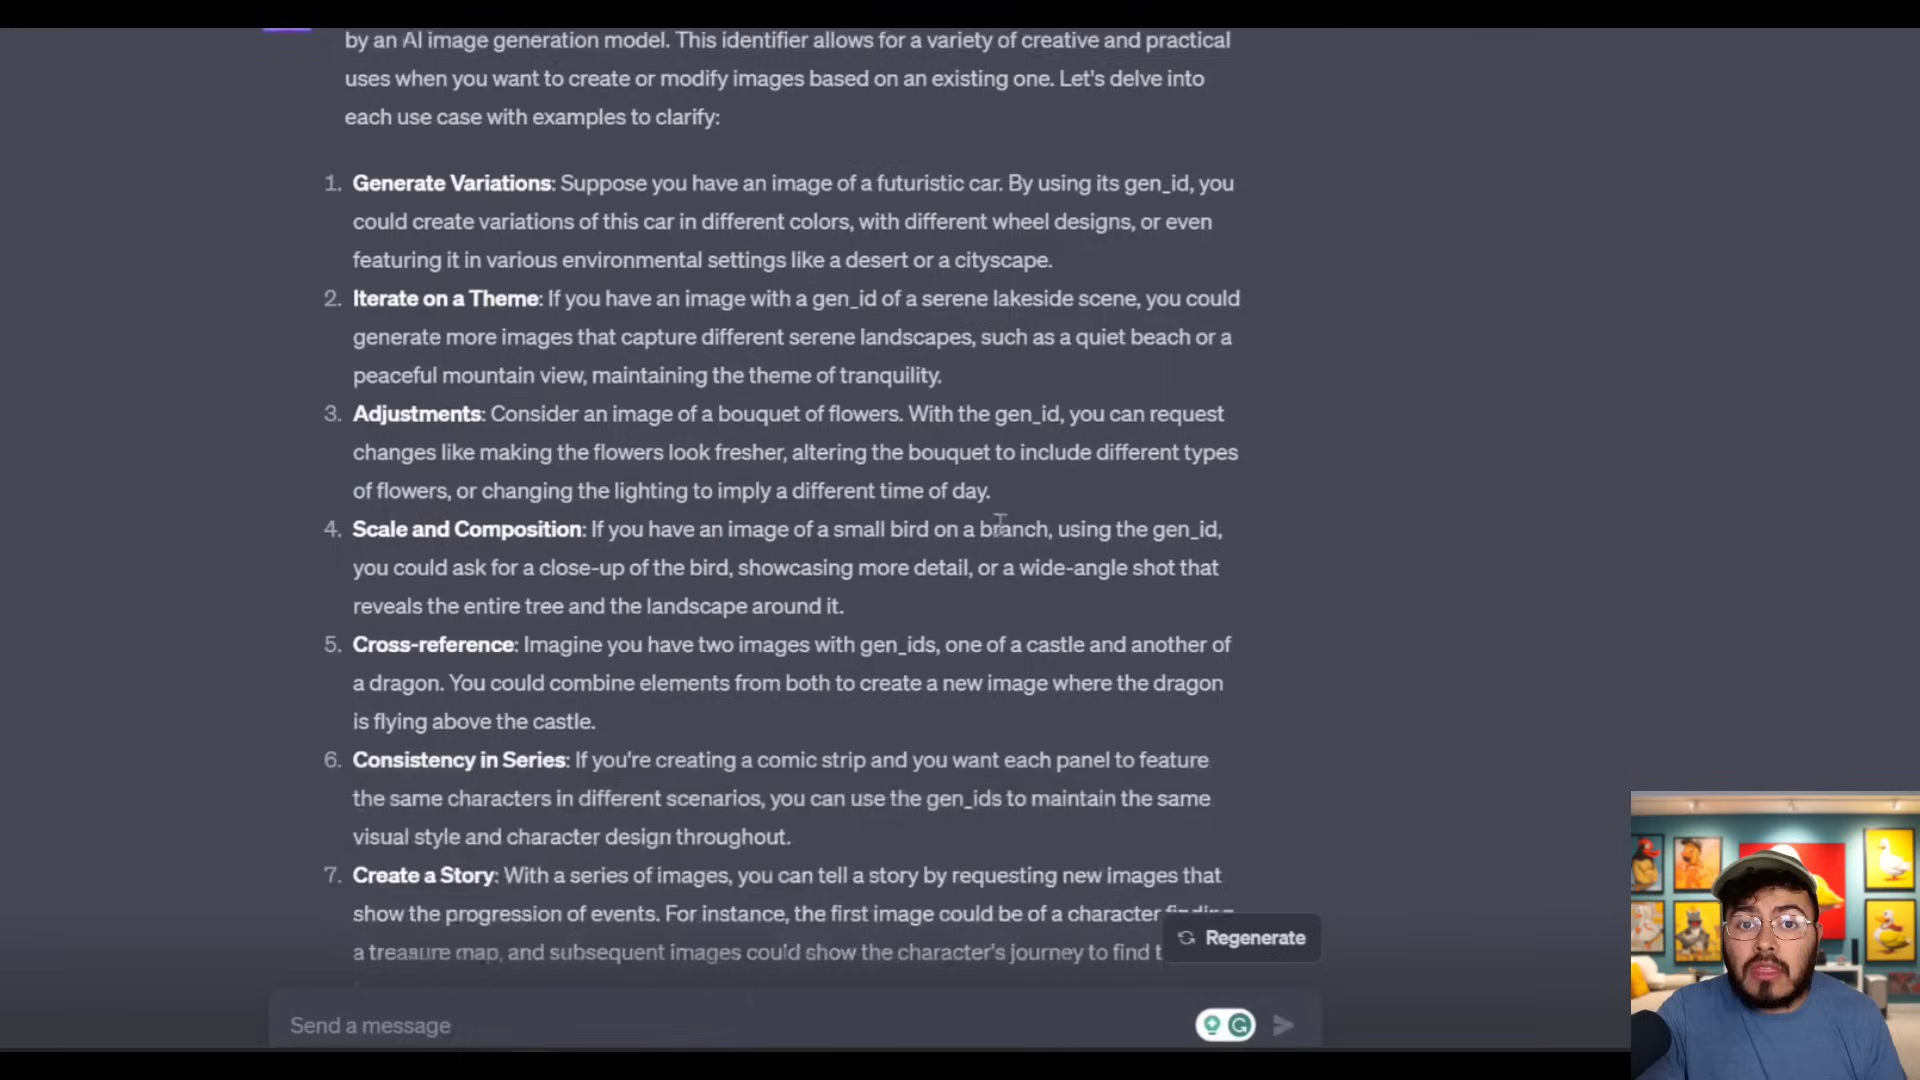 by an AI image generation model. This identifier allows for a variety of creative and practical
uses when you want to create or modify images based on an existing one. Let's delve into
each use case with examples to clarify:
1. Generate Variations: Suppose you have an image of a futuristic car. By using its gen_id, you
could create variations of this car in different colors, with different wheel designs, or even
featuring it in various environmental settings like a desert or a cityscape.
2. Iterate on a Theme: If you have an image with a gen_id of a serene lakeside scene, you could
generate more images that capture different serene landscapes, such as a quiet beach or a
peaceful mountain view, maintaining the theme of tranquility.
3. Adjustments: Consider an image of a bouquet of flowers. With the gen_id, you can request
changes like making the flowers look fresher, altering the bouquet to include different types
of flowers, or changing the lighting to imply a different time of day.
4. Scale and Composition: If you have an image of a small bird on a branch, using the gen_id,
you could ask for a close-up of the bird, showcasing more detail, or a wide-angle shot that
reveals the entire tree and the landscape around it.
5. Cross-reference: Imagine you have two images with gen_ids, one of a castle and another of
a dragon. You could combine elements from both to create a new image where the dragon
is flying above the castle.
6. Consistency in Series: If you're creating a comic strip and you want each panel to feature
the same characters in different scenarios, you can use the gen_ids to maintain the same
visual style and character design throughout.
7. Create a Story: With a series of images, you can tell a story by requesting new images that
show the progression of events. For instance, the first image could be of a character finding
a treasure map, and subsequent images could show the character's journey to find
Regenerate
Send a message